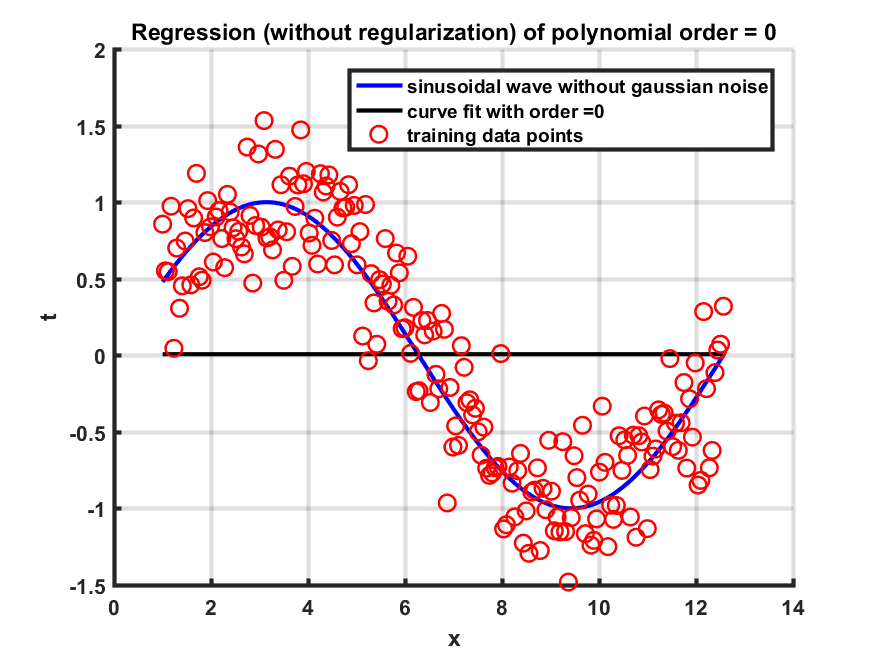 Regression (without regularization) of polynomial order = 0
2
sinusoidal wave without gaussian noise
curve fit with order =0
training data points
1.5
1
0.5
0
-0.5
-1
-1.5
t
0 2 4 6 8 10 12 14
x